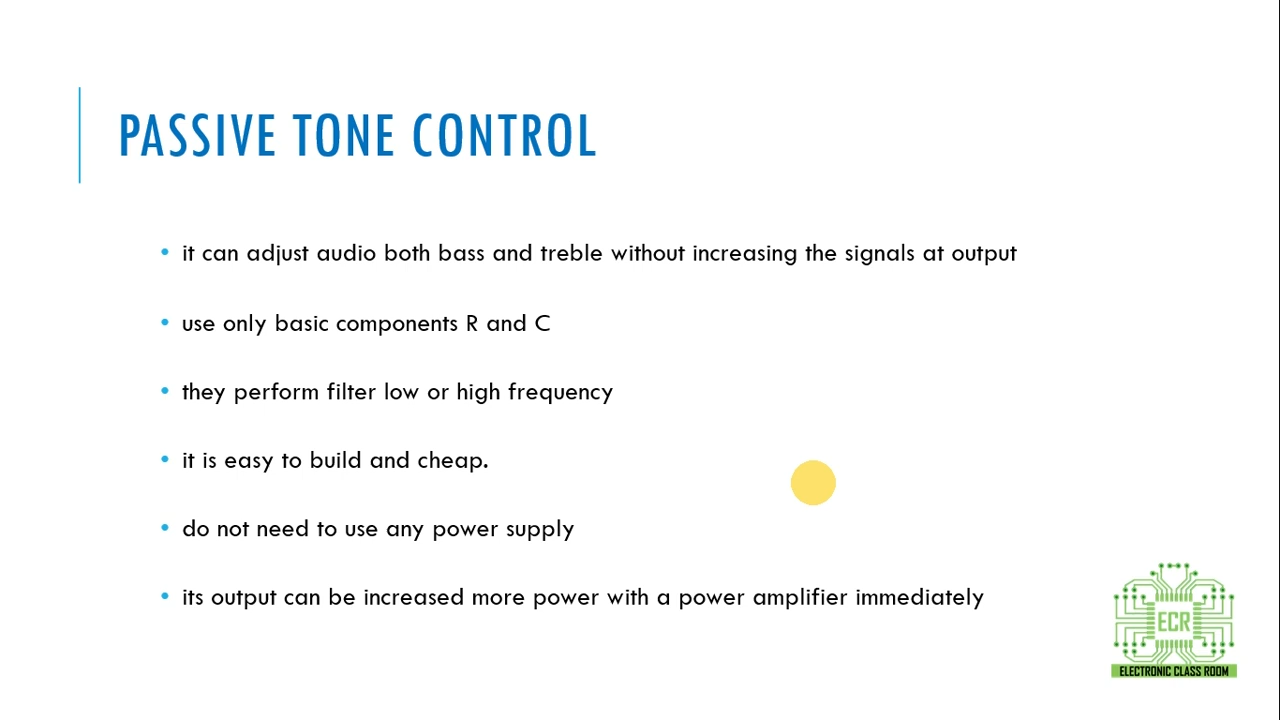 PASSIVE TONE CONTROL
• it can adjust audio both bass and treble without increasing the signals at output
• use only basic components R and C
• they perform filter low or high frequency
• it is easy to build and cheap.
• do not need to use any power supply
• its output can be increased more power with a power amplifier immediately
ECR
ELECTRONIC CLASS ROOM